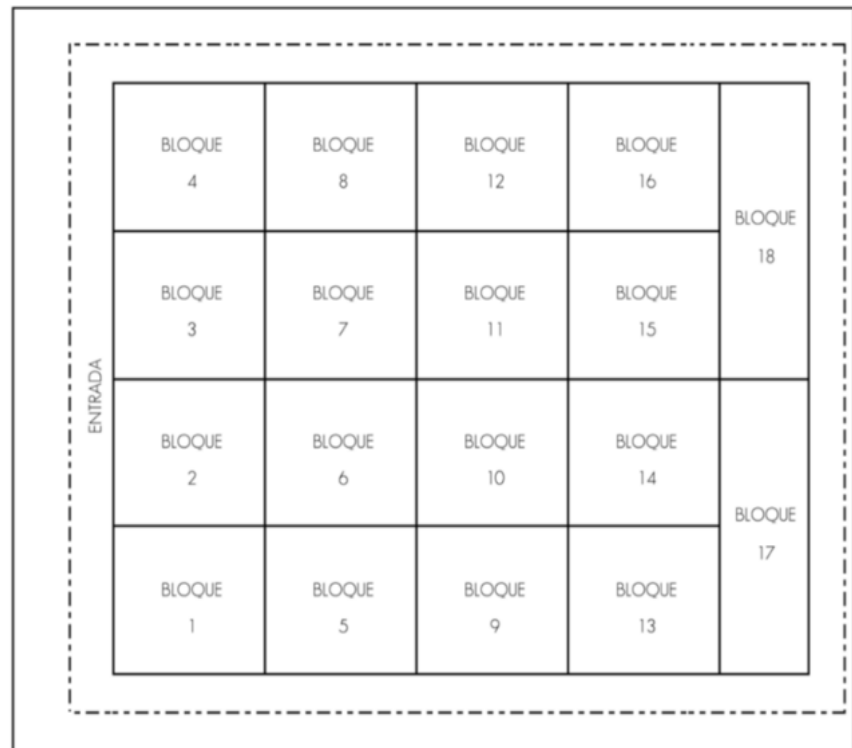 BLOQUE
4
BLOQUE
8
BLOQUE
12
BLOQUE
16
BLOQUE
18
BLOQUE
3
BLOQUE
7
BLOQUE
11
BLOQUE
15
ENTRADA
BLOQUE
2
BLOQUE
6
BLOQUE
10
BLOQUE
14
BLOQUE
17
BLOQUE
1
BLOQUE
5
BLOQUE
9
BLOQUE
13